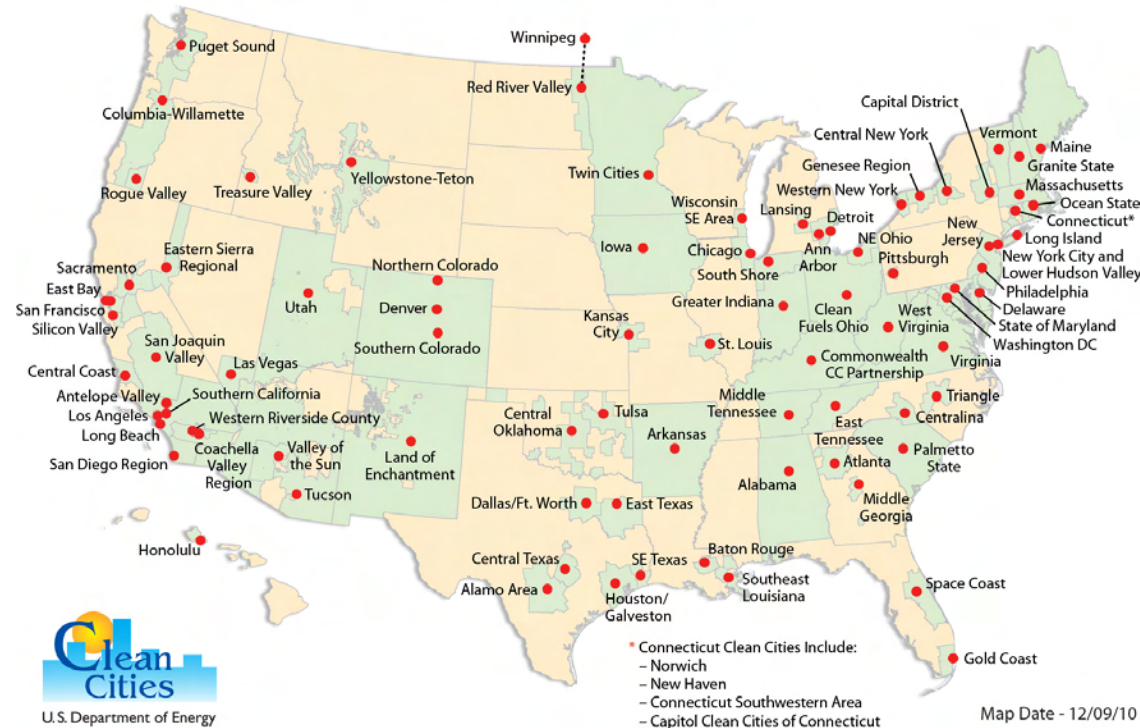 Winnipeg
Puget Sound
Red River Valley
Columbia-Willamette
Capital District
Central New York
Vermont
Maine
Genesee Region
Granite State
Twin Cities
Yellowstone-Teton
Rogue Valley
Treasure Valley
Western New York
Massachusetts
Wisconsin
SE Area
Lansing
Detroit
Ocean State
Connecticut*
New
Jersey
Long Island
Eastern Sierra
Regional
Iowa
Chicago
Ann
Arbor
NE Ohio
Pittsburgh
New York City and
Lower Hudson Valley
Sacramento
Northern Colorado
South Shore
Philadelphia
East Bay
Utah
Denver
Greater Indiana
Clean
Fuels Ohio
West
Virginia
Delaware
San Francisco
Silicon Valley
Kansas
City
State of Maryland
San Joaquin
Valley
Southern Colorado
St. Louis
Washington DC
Las Vegas
Commonwealth
CC Partnership
Virginia
Central Coast
Antelope Valley
Southern California
Middle
Tennessee
Triangle
Los Angeles
Western Riverside County
Central
Oklahoma
Tulsa
East
Tennessee
Centralina
Long Beach
Coachella
Valley
Region
Valley of
the Sun
Land of
Enchantment
Arkansas
Palmetto
State
San Diego Region
Atlanta
Alabama
Tucson
Dallas/Ft. Worth
East Texas
Middle
Georgia
Honolulu
Central Texas
SE Texas
Baton Rouge
Alamo Area
Houston/
Galveston
Southeast
Louisiana
Space Coast
Gold Coast
Clean
Cities
U.S. Department of Energy
* Connecticut Clean Cities Include:
– Norwich
– New Haven
– Connecticut Southwestern Area
– Capitol Clean Cities of Connecticut
Map Date - 12/09/10